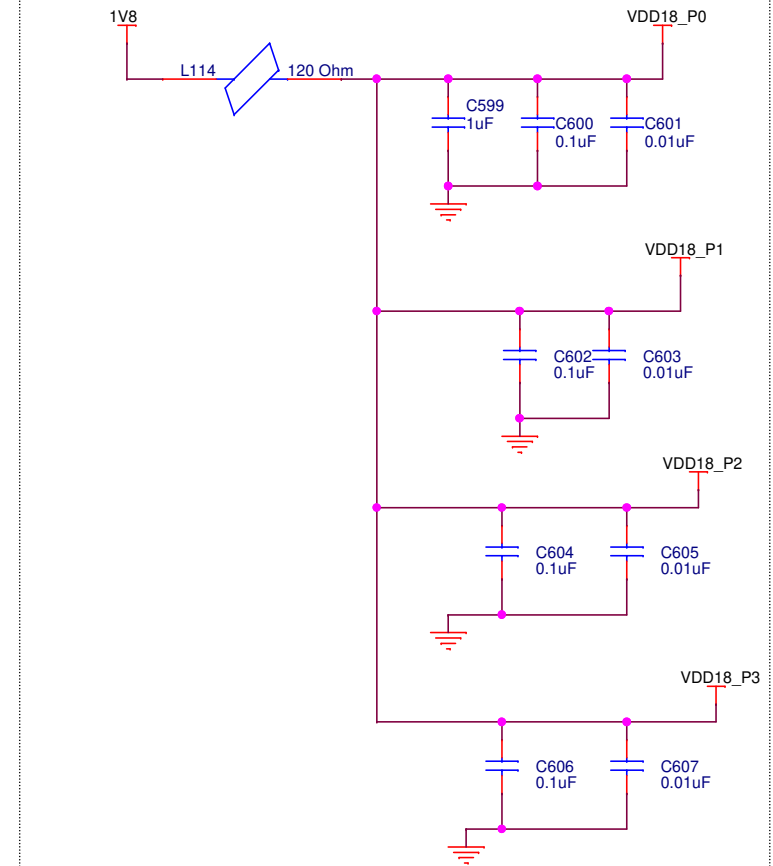 1V8
VDD18_P0
L114
120 Ohm
C599
1uF
C600
0.1uF
C601
0.01uF
VDD18_P1
C602
0.1uF
C603
0.01uF
VDD18_P2
C604
0.1uF
C605
0.01uF
VDD18_P3
C606
0.1uF
C607
0.01uF